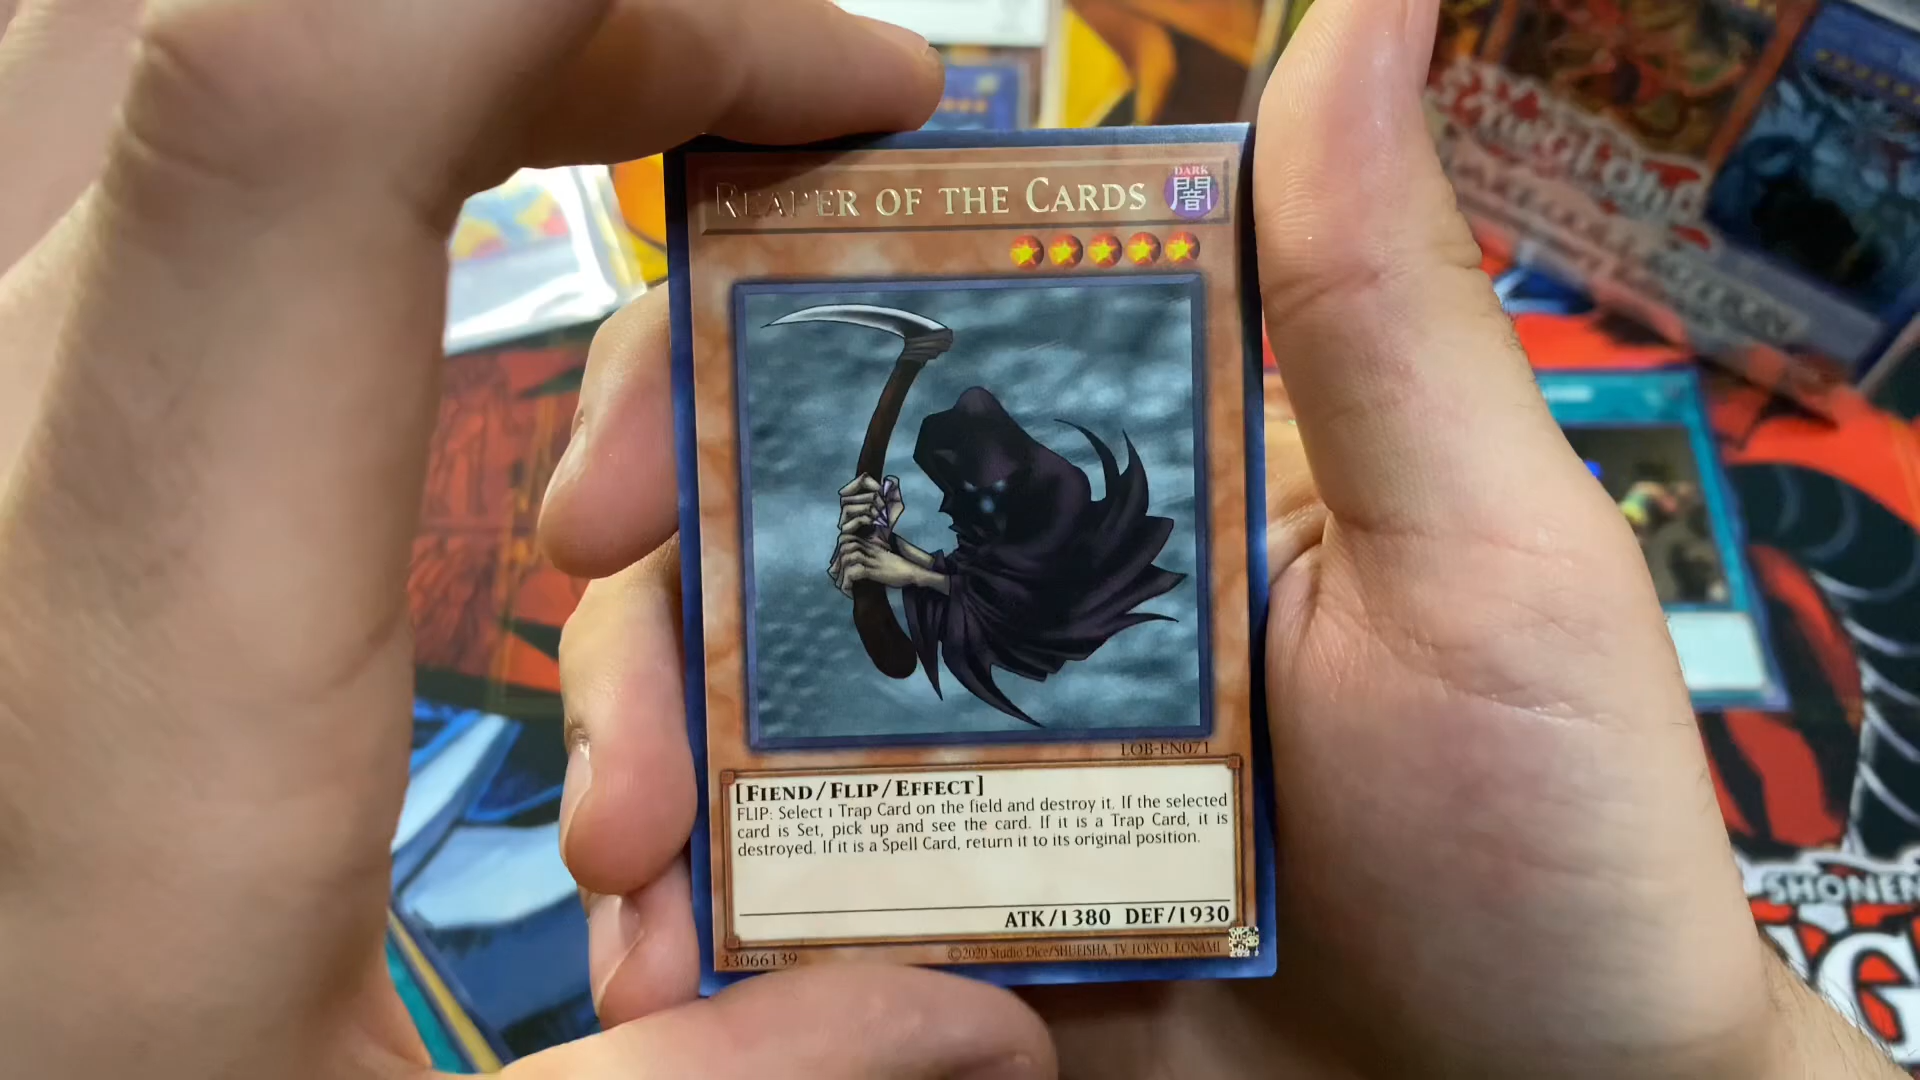 REAPER OF THE CARDS
DARK
闇
LOB-EN071
[FIEND/FLIP/EFFECT]
FLIP: Select 1 Trap Card on the field and destroy it. If the selected
card is Set, pick up and see the card. If it is a Trap Card, it is
destroyed. If it is a Spell Card, return it to its original position.
ATK/1380 DEF/1930
33066139
©2020 Studio Dice/SHUEISHA, TV TOKYO, KONAMI
SHONEN